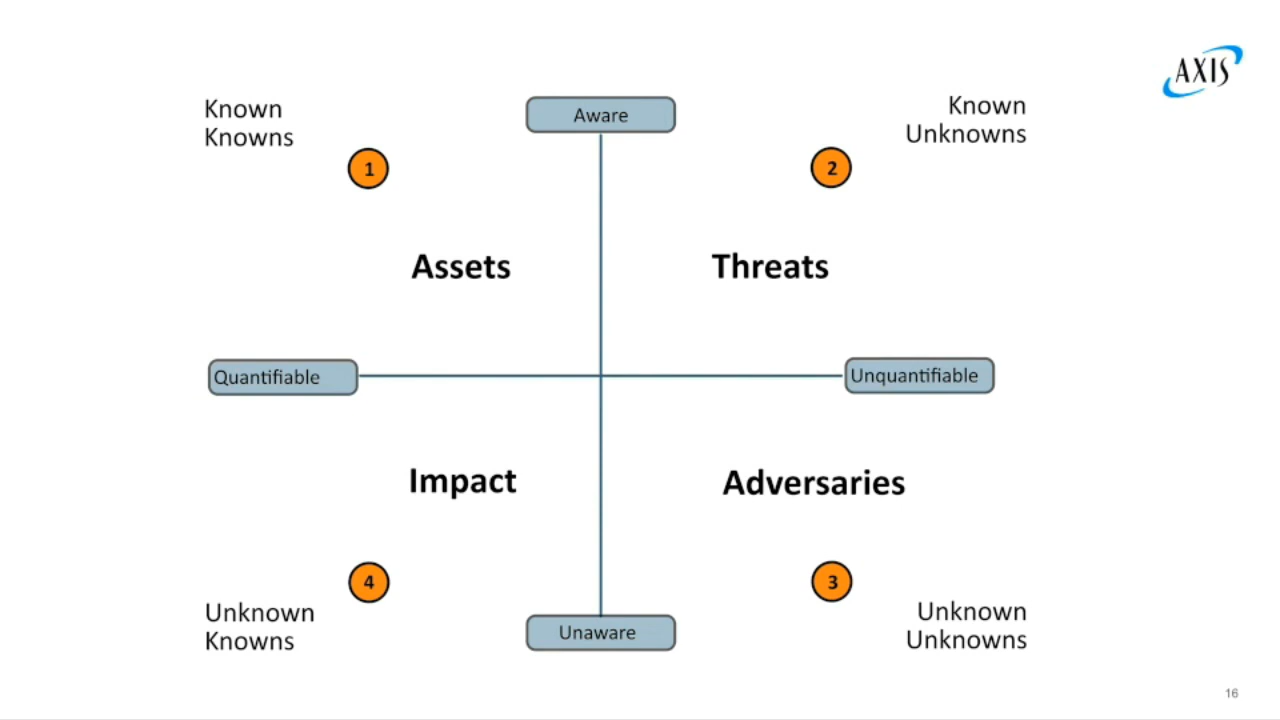 AXIS
Known
Knowns
Aware
Known
Unknowns
1
2
Assets
Threats
Quantifiable
Unquantifiable
Impact
Adversaries
4
3
Unknown
Knowns
Unaware
Unknown
Unknowns
16